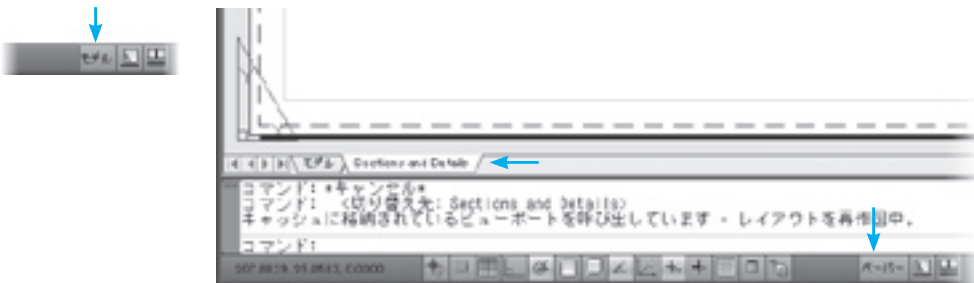 モデル
モデル Sections and Details
コマンド: *キャンセル*
コマンド: <切り替え先: Sections and Details>
キャッシュに格納されているビューポートを呼び出しています - レイアウトを再作図中。
コマンド:
ペーパー